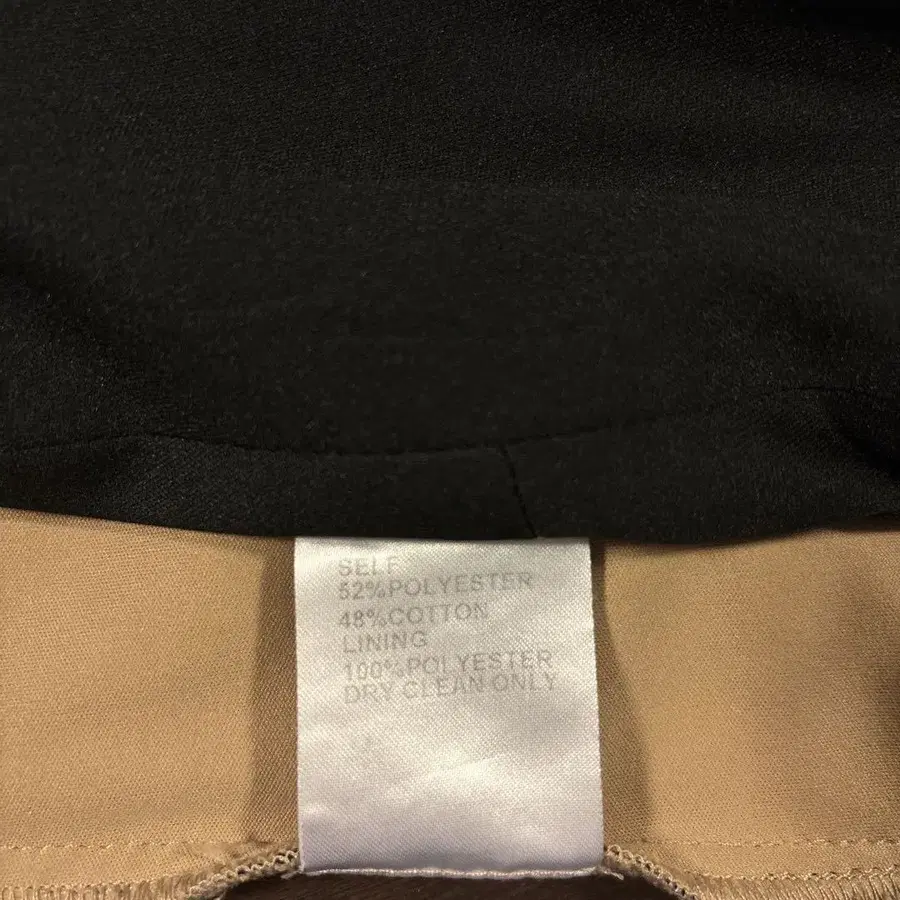 SELF
52%POLYESTER
48%COTTON
LINING
100%POLYESTER
DRY CLEAN ONLY